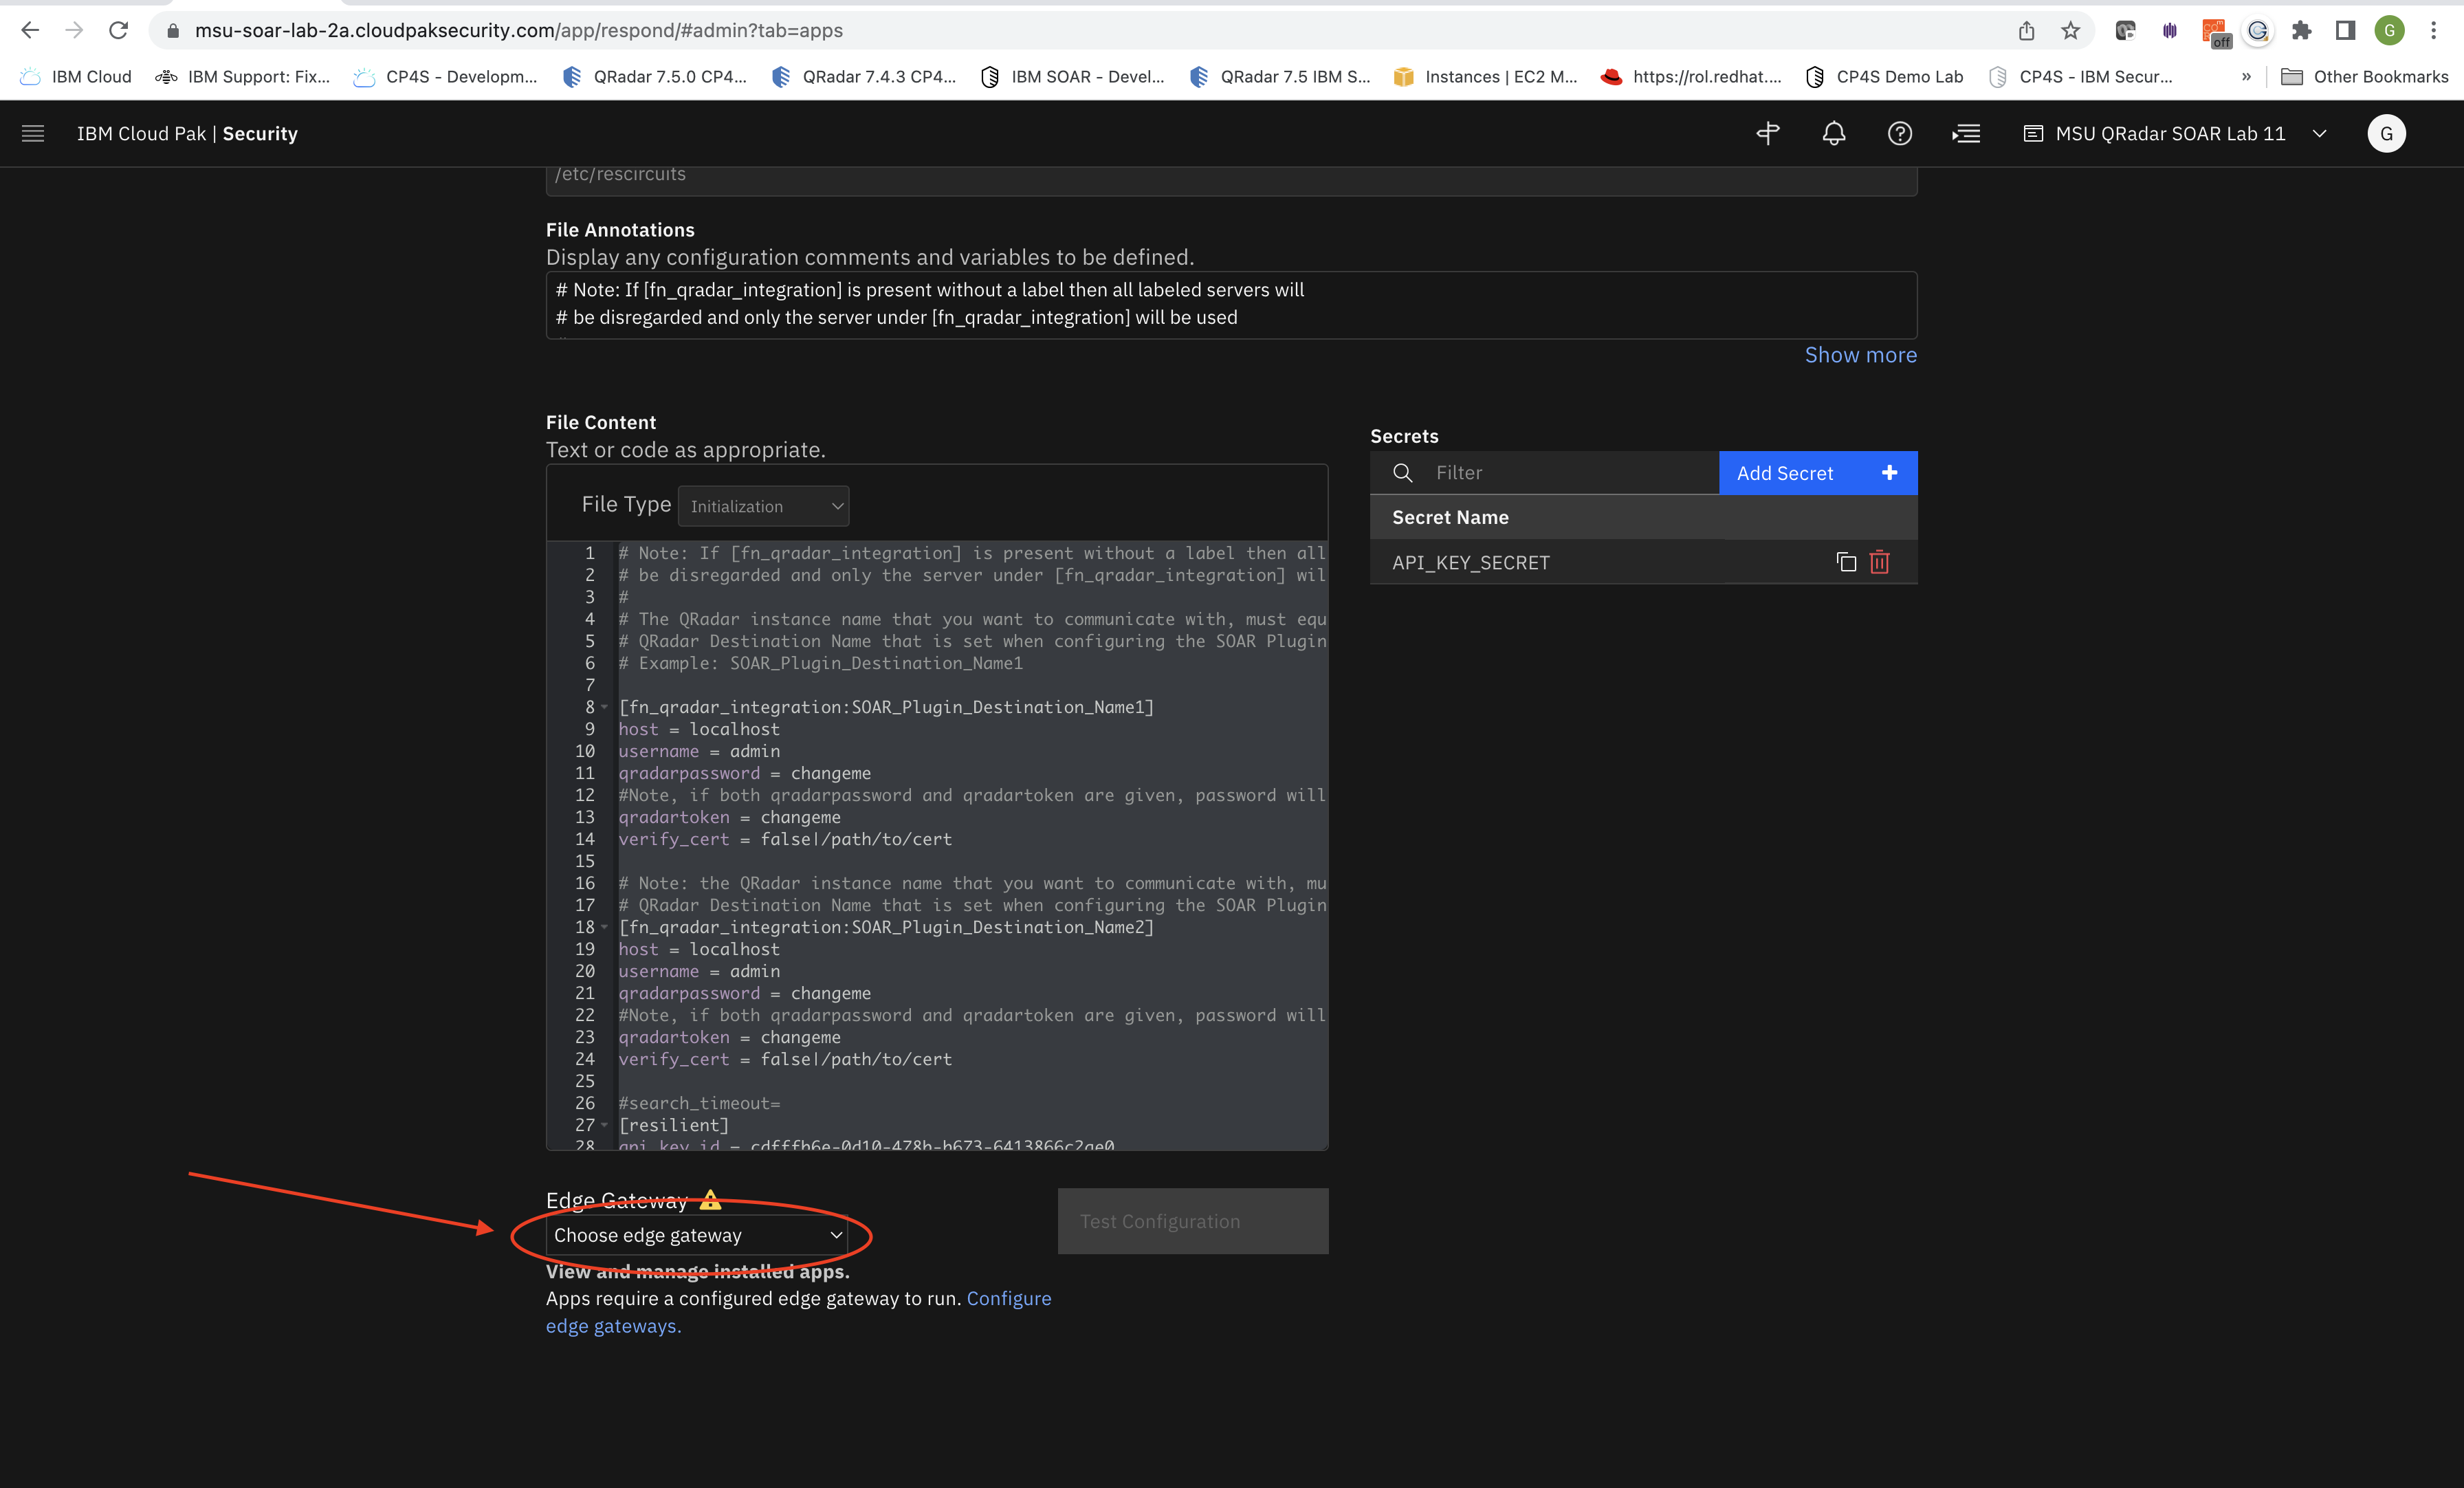 msu-soar-lab-2a.cloudpaksecurity.com/app/respond/#admin?tab=apps
off
G
IBM Cloud
IBM Support: Fix...
CP4S - Developm...
QRadar 7.5.0 CP4...
QRadar 7.4.3 CP4...
IBM SOAR - Devel...
QRadar 7.5 IBM S...
Instances | EC2 M...
https://rol.redhat....
CP4S Demo Lab
CP4S - IBM Secur...
»
Other Bookmarks
IBM Cloud Pak | Security
MSU QRadar SOAR Lab 11
G
/etc/rescircuits
File Annotations
Display any configuration comments and variables to be defined.
# Note: If [fn_qradar_integration] is present without a label then all labeled servers will
# be disregarded and only the server under [fn_qradar_integration] will be used
Show more
File Content
Text or code as appropriate.
File Type Initialization
1 # Note: If [fn_qradar_integration] is present without a label then all
2 # be disregarded and only the server under [fn_qradar_integration] wil
3 #
4 # The QRadar instance name that you want to communicate with, must equ
5 # QRadar Destination Name that is set when configuring the SOAR Plugin
6 # Example: SOAR_Plugin_Destination_Name1
7
8 [fn_qradar_integration:SOAR_Plugin_Destination_Name1]
9 host = localhost
10 username = admin
11 qradarpassword = changeme
12 #Note, if both qradarpassword and qradartoken are given, password will
13 qradartoken = changeme
14 verify_cert = false|/path/to/cert
15
16 # Note: the QRadar instance name that you want to communicate with, mu
17 # QRadar Destination Name that is set when configuring the SOAR Plugin
18 [fn_qradar_integration:SOAR_Plugin_Destination_Name2]
19 host = localhost
20 username = admin
21 qradarpassword = changeme
22 #Note, if both qradarpassword and qradartoken are given, password will
23 qradartoken = changeme
24 verify_cert = false|/path/to/cert
25
26 #search_timeout=
27 [resilient]
28 api_key_id = cdfffb6e-0d10-478b-b673-6413866c2ae0
Secrets
Filter
Add Secret +
Secret Name
API_KEY_SECRET
Edge Gateway
Choose edge gateway
Test Configuration
View and manage installed apps.
Apps require a configured edge gateway to run. Configure
edge gateways.